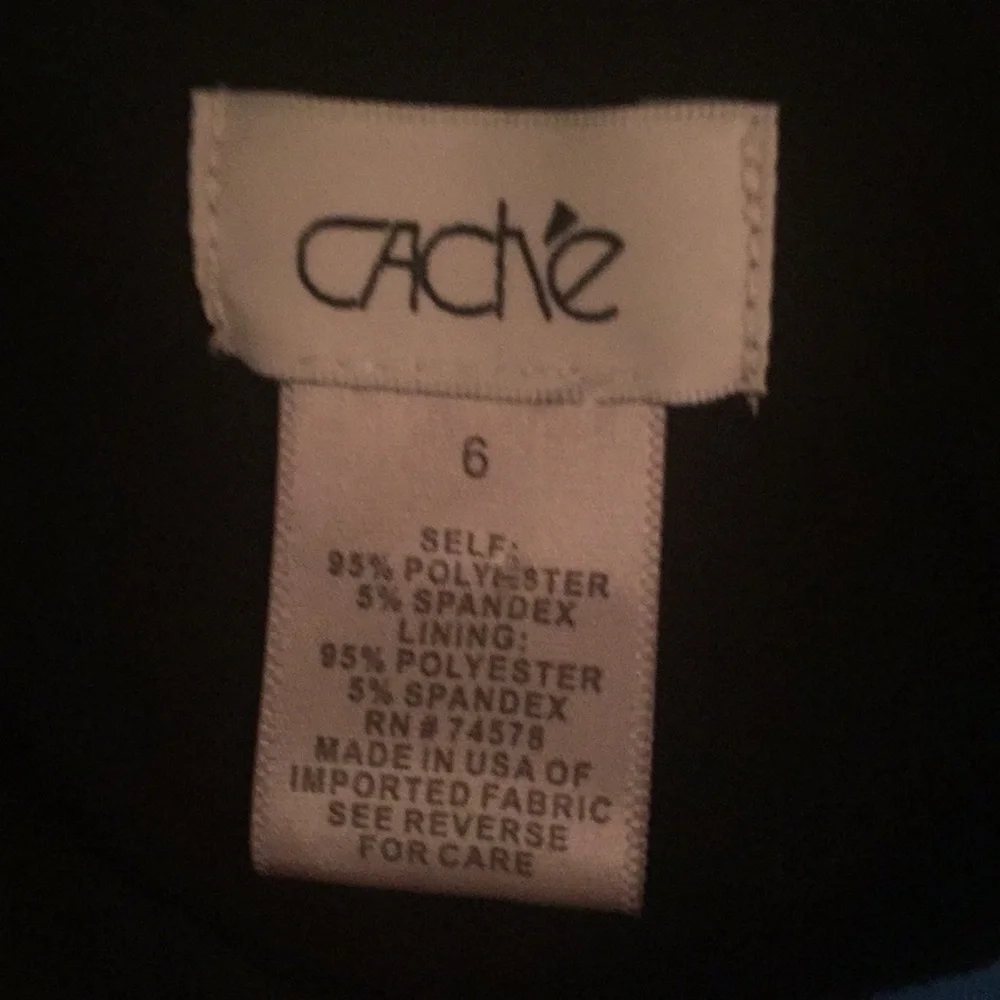 CAché
6
SELF:
95% POLYESTER
5% SPANDEX
LINING:
95% POLYESTER
5% SPANDEX
RN # 74578
MADE IN USA OF
IMPORTED FABRIC
SEE REVERSE
FOR CARE